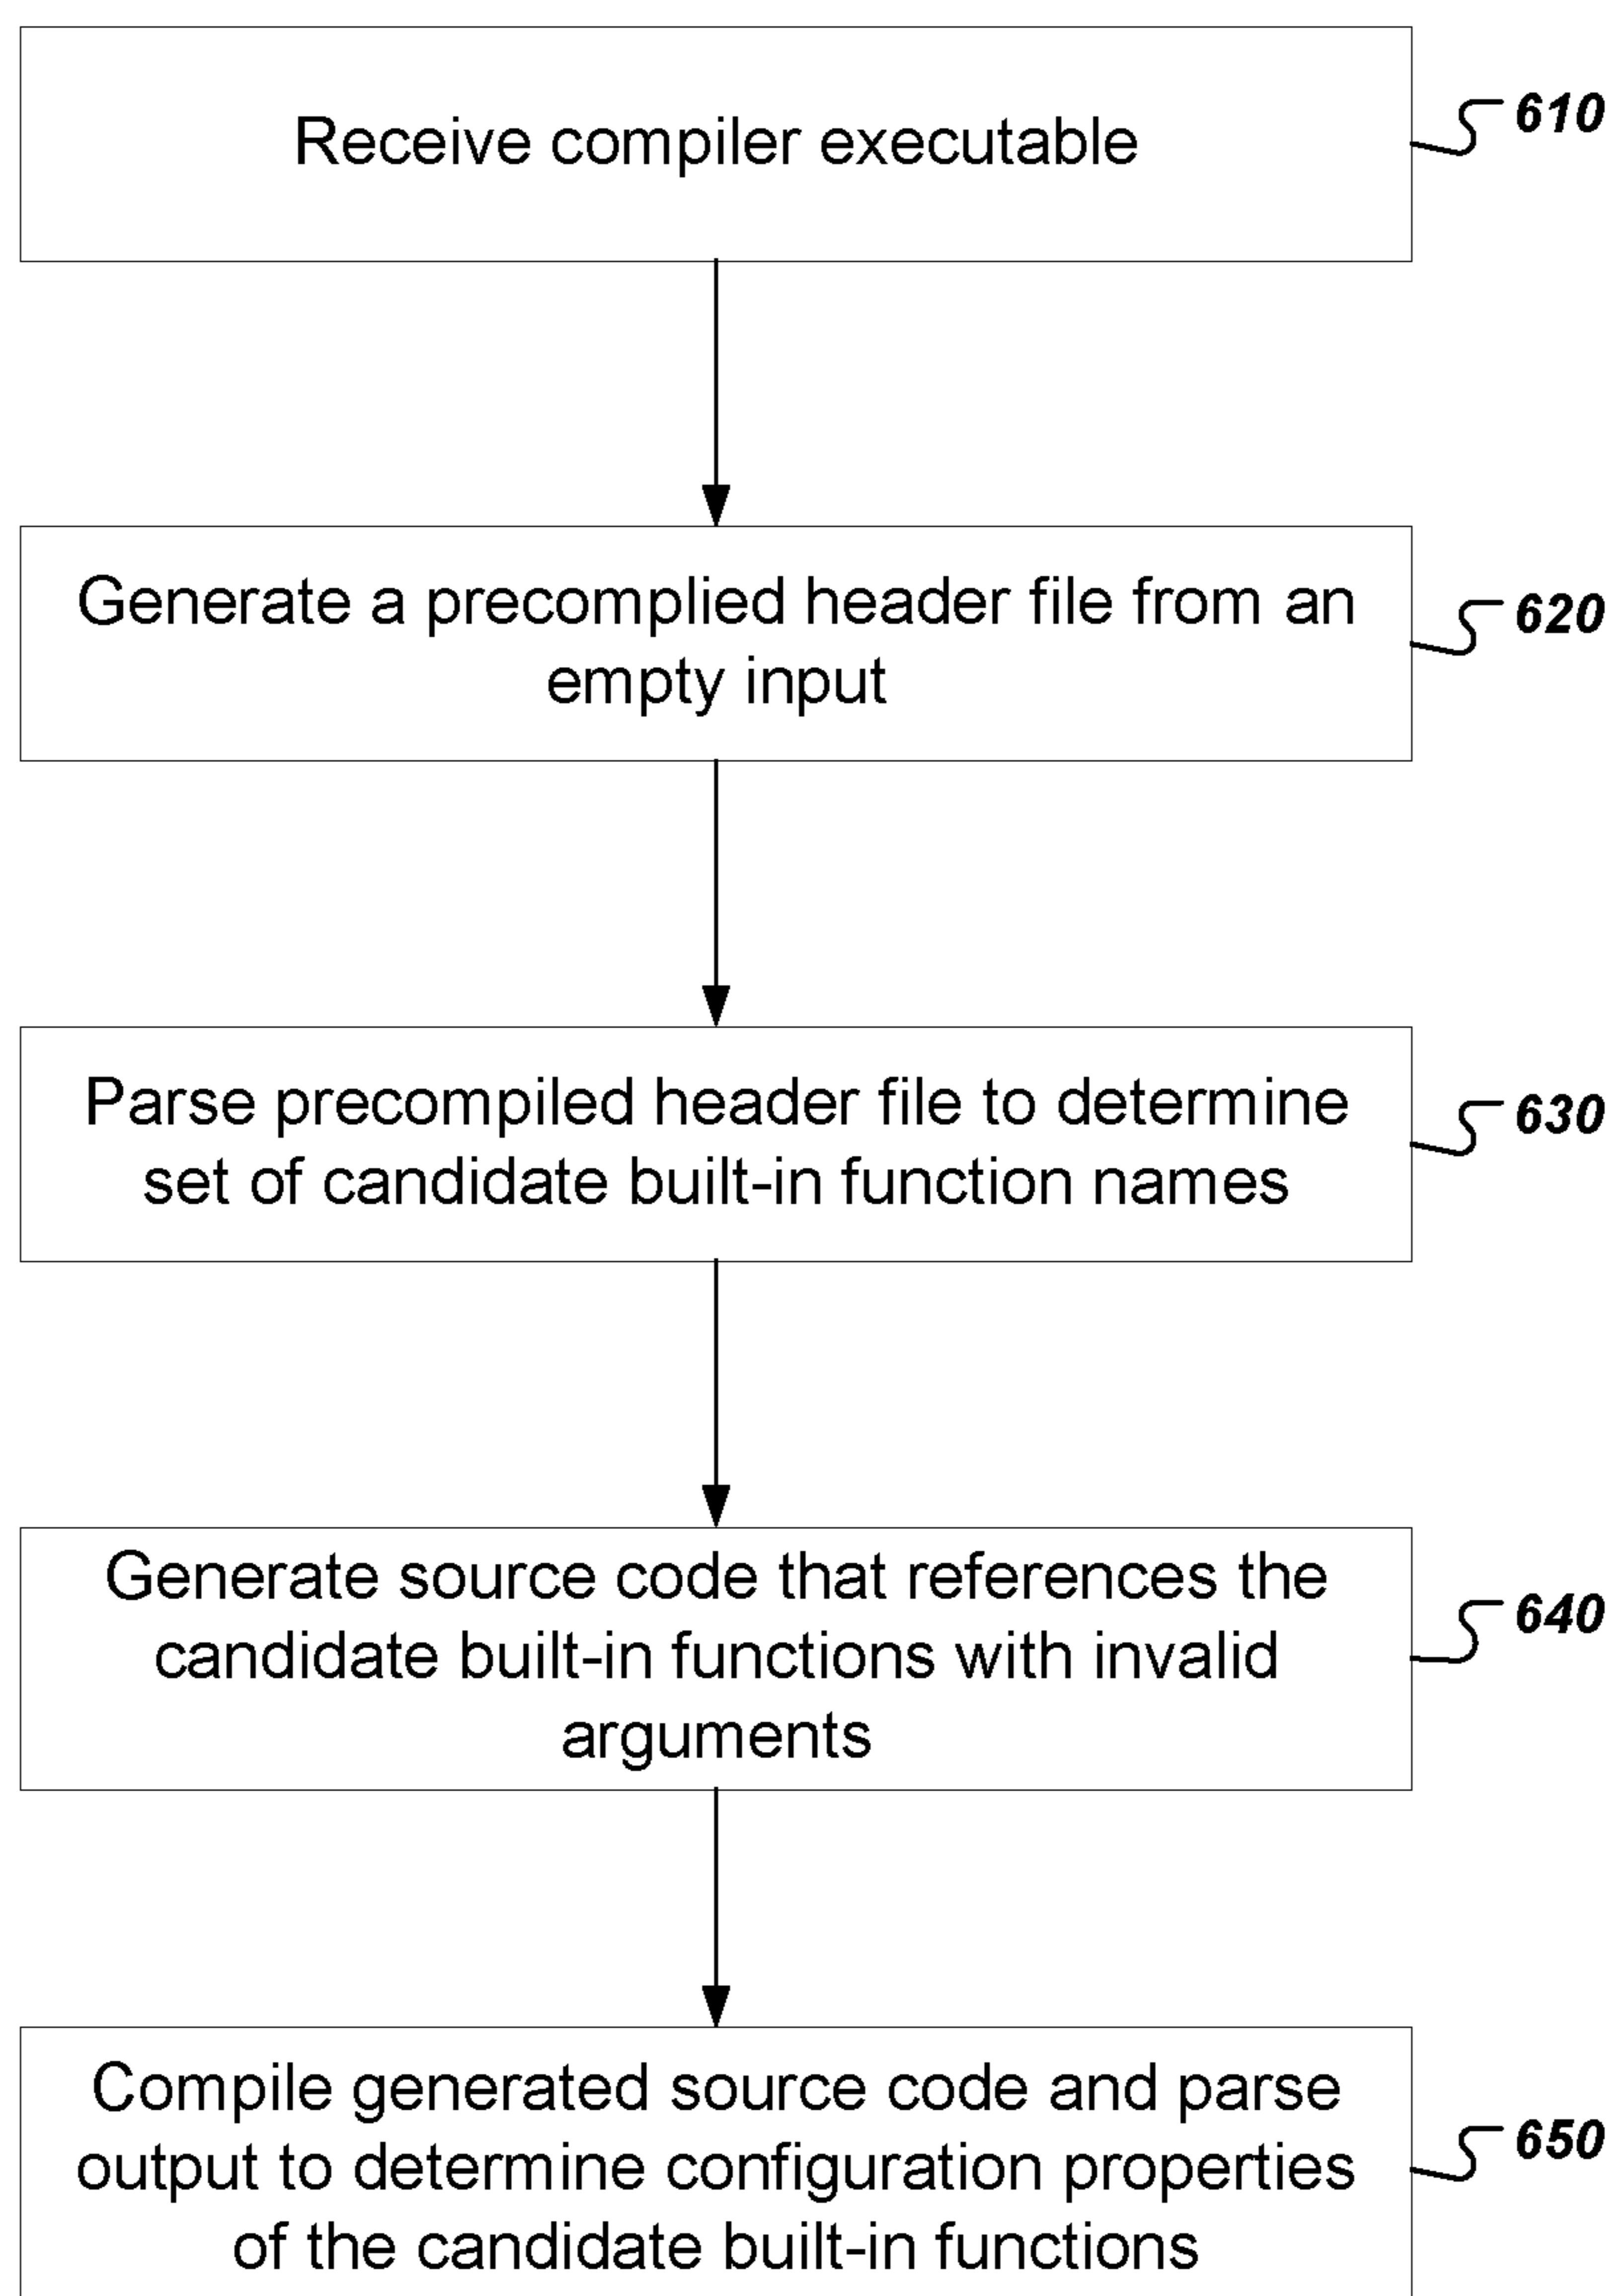 Receive compiler executable
610
Generate a precomplied header file from an
empty input
620
Parse precompiled header file to determine
set of candidate built-in function names
630
Generate source code that references the
candidate built-in functions with invalid
arguments
640
Compile generated source code and parse
output to determine configuration properties
of the candidate built-in functions
650